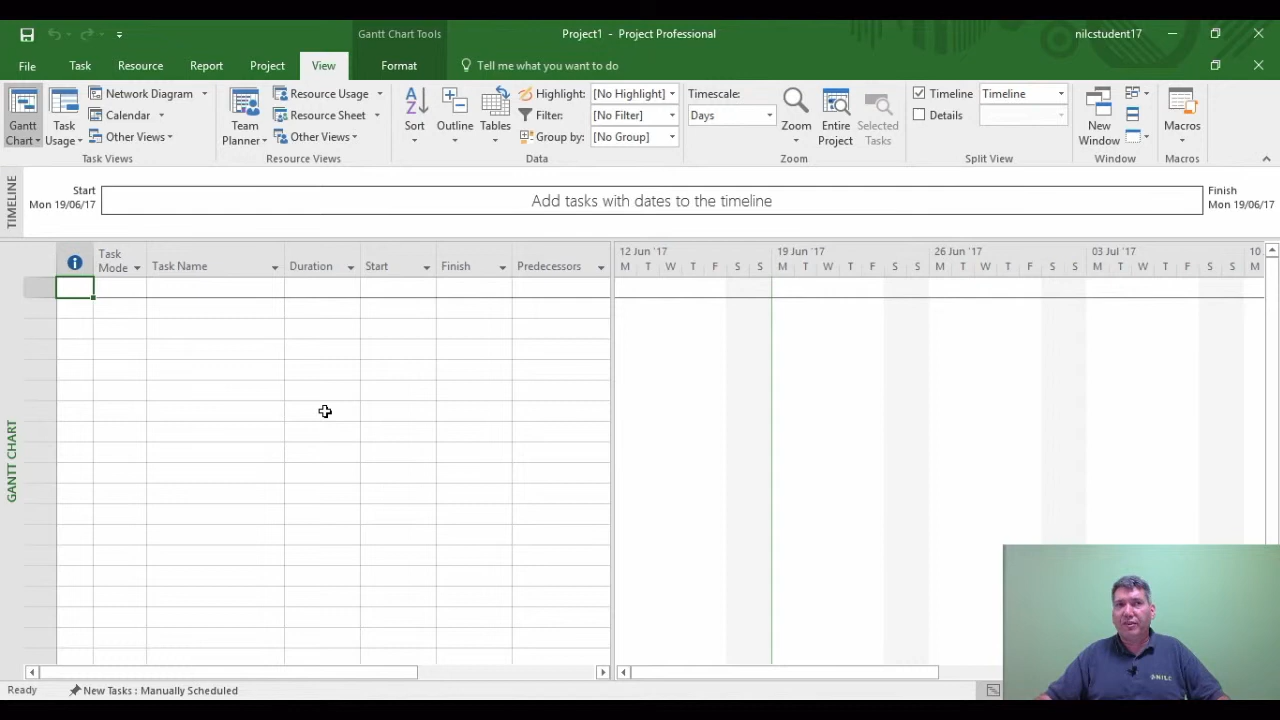 Gantt Chart Tools
Project1 - Project Professional
nilcstudent17
File Task Resource Report Project View Format Tell me what you want to do
Gantt Chart
Task Usage
Network Diagram
Calendar
Other Views
Task Views
Team Planner
Resource Usage
Resource Sheet
Other Views
Resource Views
Sort
Outline
Tables
Highlight: [No Highlight]
Filter: [No Filter]
Group by: [No Group]
Data
Timescale:
Days
Zoom
Entire Project
Selected Tasks
Zoom
Timeline Timeline
Details
Split View
New Window
Window
Macros
Macros
TIMELINE
Start
Mon 19/06/17
Add tasks with dates to the timeline
Finish
Mon 19/06/17
Task Mode
Task Name
Duration
Start
Finish
Predecessors
12 Jun '17 19 Jun '17 26 Jun '17 03 Jul '17 10
M T W T F S S M T W T F S S M T W T F S S M T W T F S S M
GANTT CHART
NILC
Ready New Tasks : Manually Scheduled